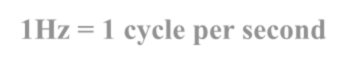 1Hz = 1 cycle per second